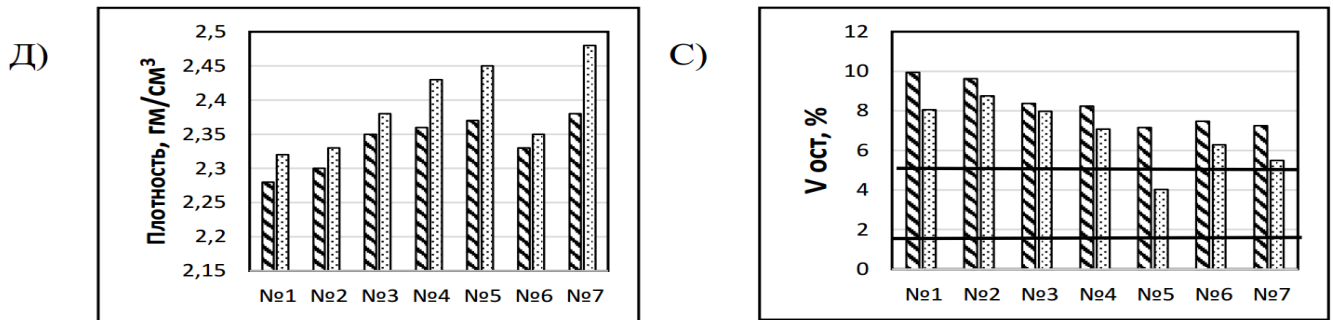 Д)
Плотность, гм/см³
2,5
2,45
2,4
2,35
2,3
2,25
2,2
2,15
№1 №2 №3 №4 №5 №6 №7
С)
V ост, %
12
10
8
6
4
2
0
№1 №2 №3 №4 №5 №6 №7